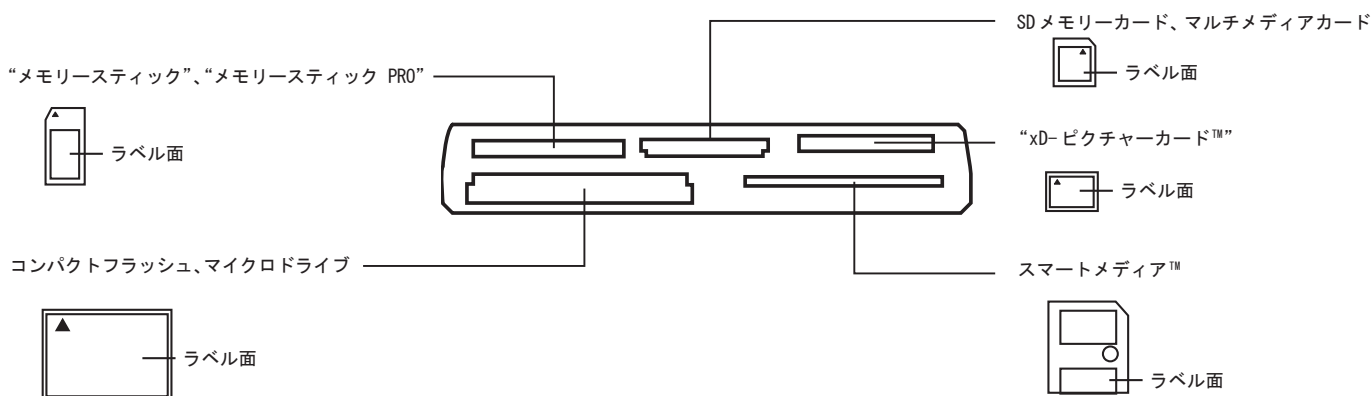 SDメモリーカード、マルチメディアカード
ラベル面
“メモリースティック”、“メモリースティック PRO”
ラベル面
“xD-ピクチャーカード™”
ラベル面
コンパクトフラッシュ、マイクロドライブ
ラベル面
スマートメディア™
ラベル面